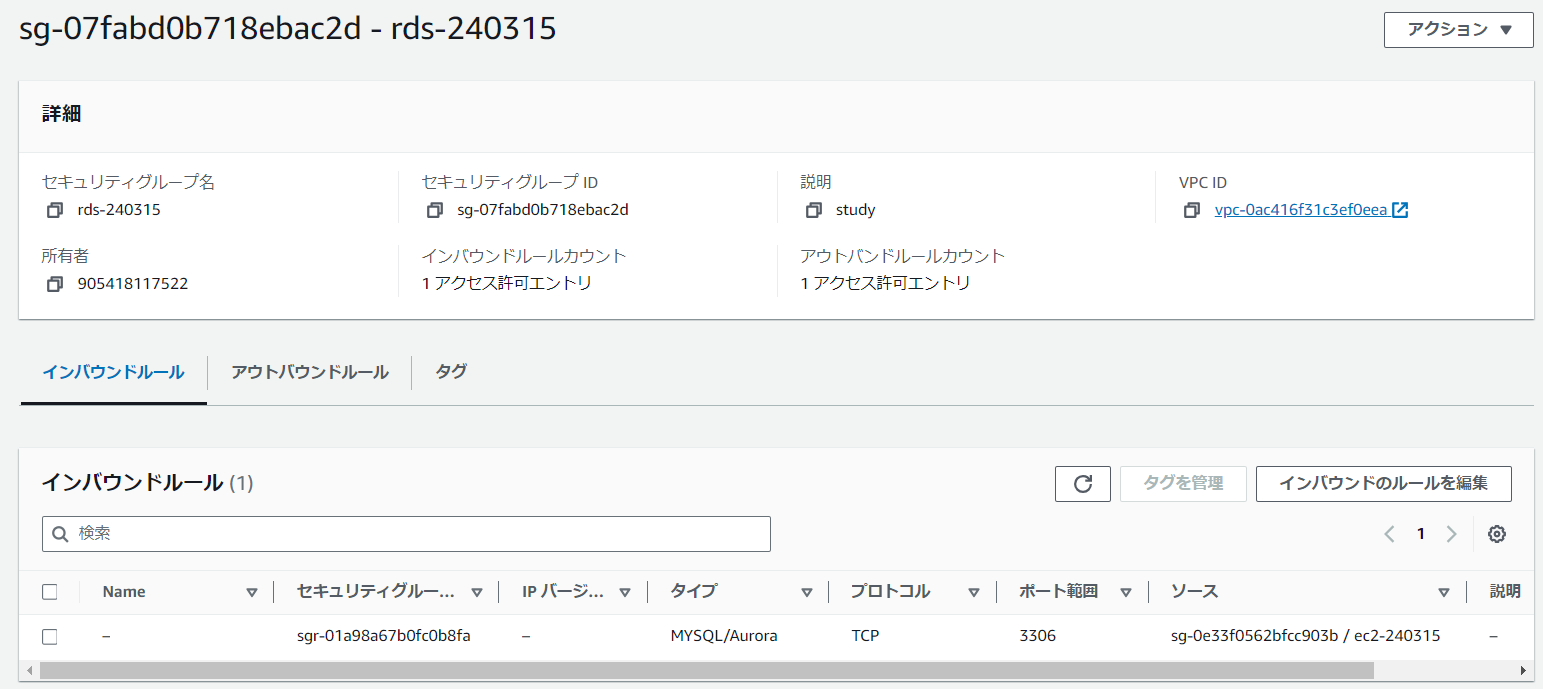 sg-07fabd0b718ebac2d - rds-240315
アクション ▼
詳細
セキュリティグループ名
rds-240315
セキュリティグループ ID
sg-07fabd0b718ebac2d
説明
study
VPC ID
vpc-0ac416f31c3ef0eea
所有者
905418117522
インバウンドルールカウント
1 アクセス許可エントリ
アウトバンドルールカウント
1 アクセス許可エントリ
インバウンドルール アウトバウンドルール タグ
インバウンドルール (1)
タグを管理 インバウンドのルールを編集
検索
1
Name セキュリティグルー... IP バージ... タイプ プロトコル ポート範囲 ソース 説明
– sgr-01a98a67b0fc0b8fa – MYSQL/Aurora TCP 3306 sg-0e33f0562bfcc903b / ec2-240315 –